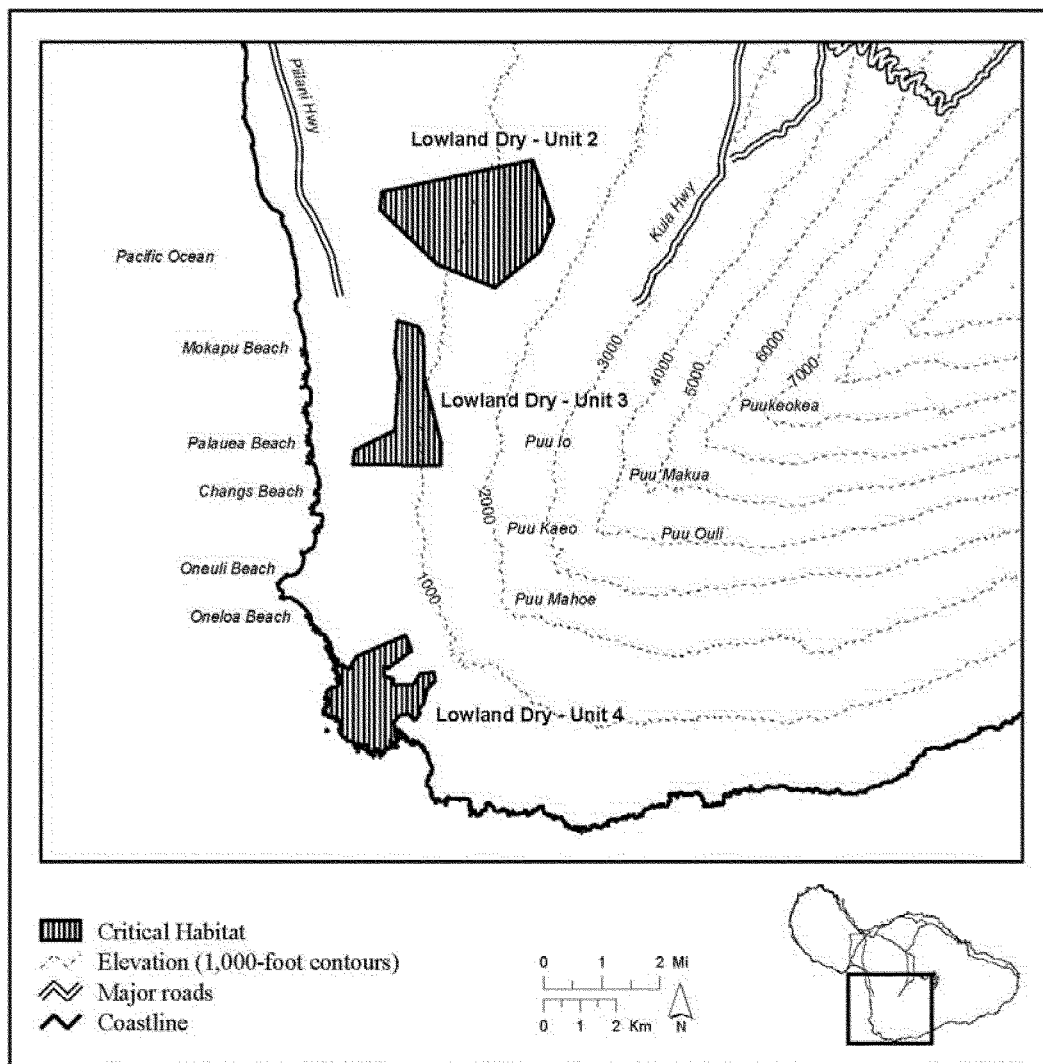 Piilani Hwy
Lowland Dry - Unit 2
Kula Hwy
Pacific Ocean
Mokapu Beach
3000
4000
5000
6000
7000
Puukeokea
Lowland Dry - Unit 3
Palauea Beach
Puu Io
Puu Makua
Changs Beach
2000
Puu Kaeo
Puu Ouli
Oneuli Beach
1000
Puu Mahoe
Oneloa Beach
Lowland Dry - Unit 4
Critical Habitat
Elevation (1,000-foot contours)
Major roads
Coastline
0 1 2 Mi
0 1 2 Km
N